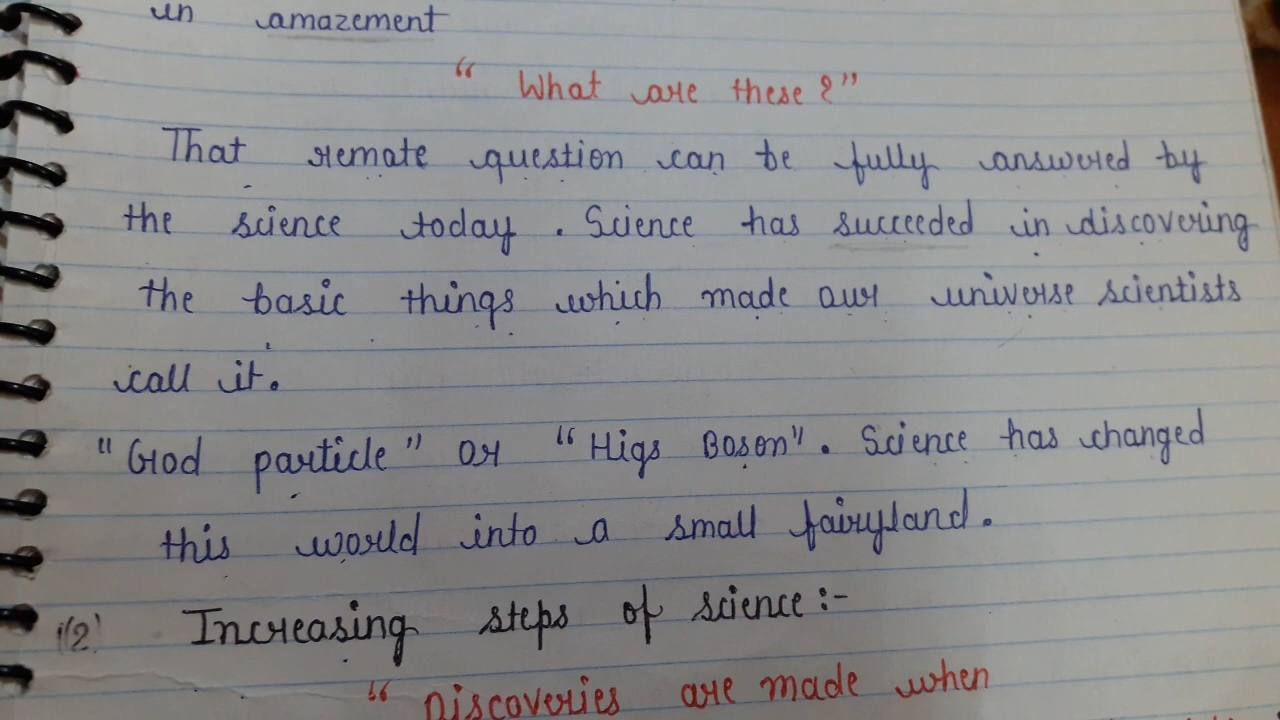 in amazement
“ What are these ? ”
That remote question can be fully answered by
the science today . Science has succeeded in discovering
the basic things which made our universe scientists
call it.
“ God particle ” or “ Higs Boson ” . Science has changed
this world into a small fairyland .
(2) Increasing steps of science :-
“ Discoveries are made when